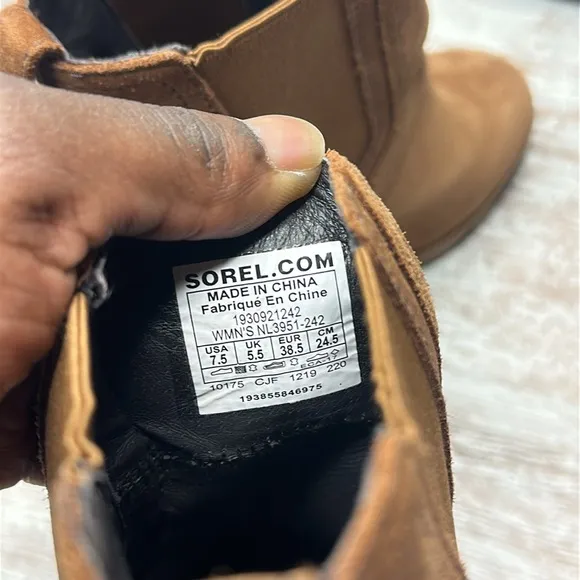 SOREL.COM
MADE IN CHINA
Fabriqué En Chine
1930921242
WMN'S NL3951-242
USA UK EUR CM
7.5 5.5 38.5 24.5
10175 CJF 1219 220
193855846975